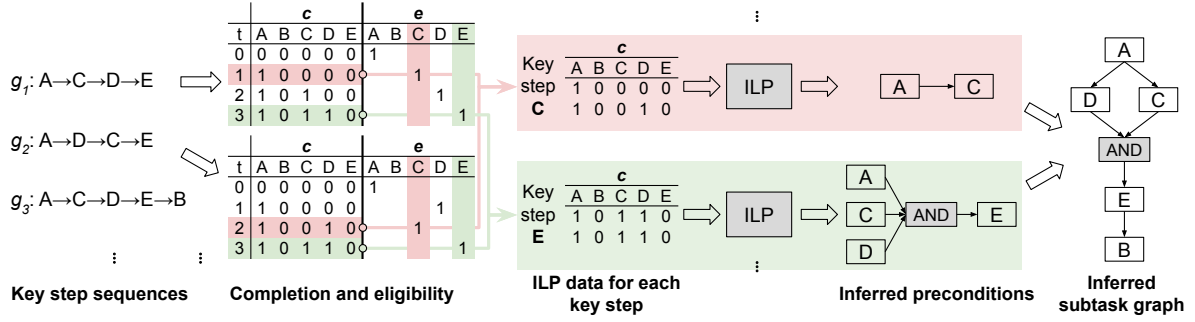 g1: A→C→D→E
g2: A→D→C→E
g3: A→C→D→E→B
⋮ ⋮
Key step sequences
c e
t A B C D E A B C D E
0 0 0 0 0 0 1
1 1 0 0 0 0 1
2 1 0 1 0 0 1
3 1 0 1 1 0 1
c e
t A B C D E A B C D E
0 0 0 0 0 0 1
1 1 0 0 0 0 1
2 1 0 0 1 0 1
3 1 0 1 1 0 1
Completion and eligibility
⋮
Key
step
C
c
A B C D E
1 0 0 0 0
1 0 0 1 0
ILP
A
C
Key
step
E
c
A B C D E
1 0 1 1 0
1 0 1 1 0
ILP
A
C
D
AND
E
⋮
ILP data for each
key step
Inferred preconditions
A
D
C
AND
E
B
Inferred
subtask graph